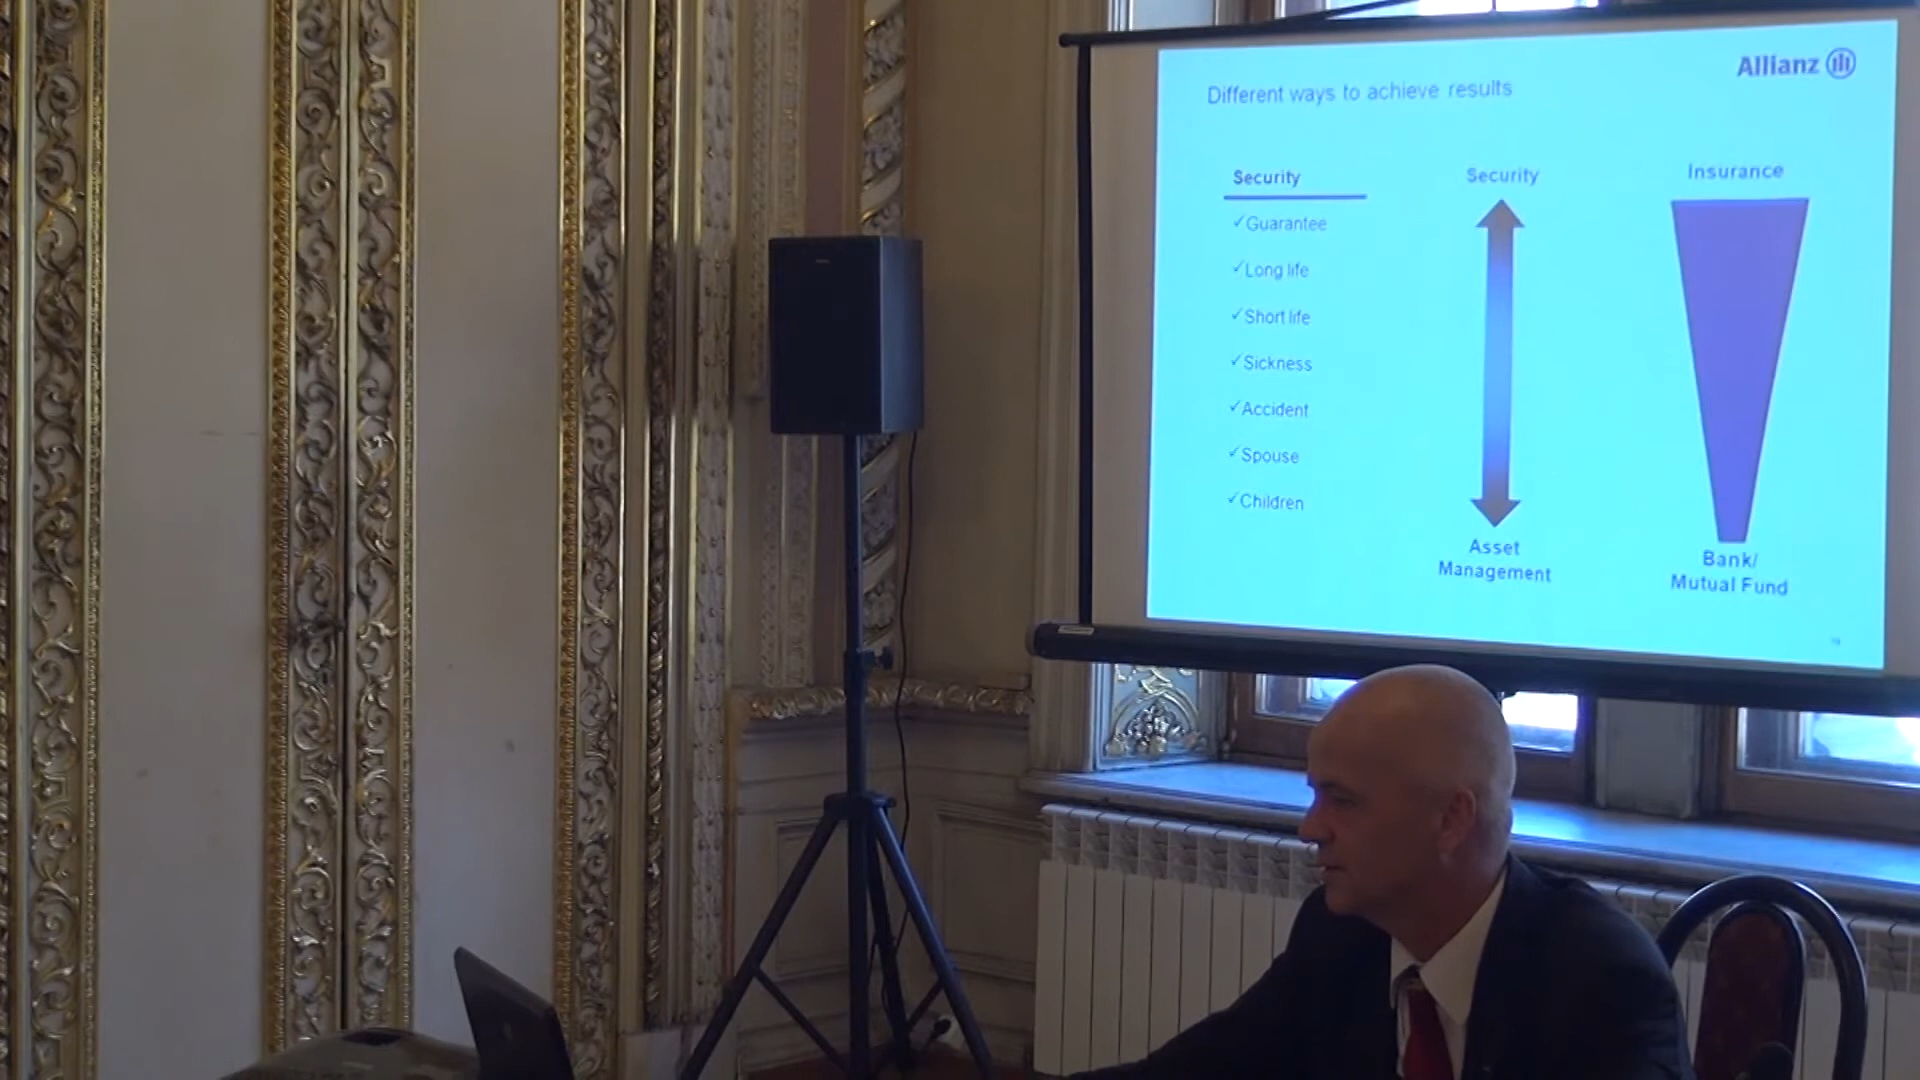 Allianz
Different ways to achieve results
Security
✓Guarantee
✓Long life
✓Short life
✓Sickness
✓Accident
✓Spouse
✓Children
Security
Asset
Management
Insurance
Bank/
Mutual Fund